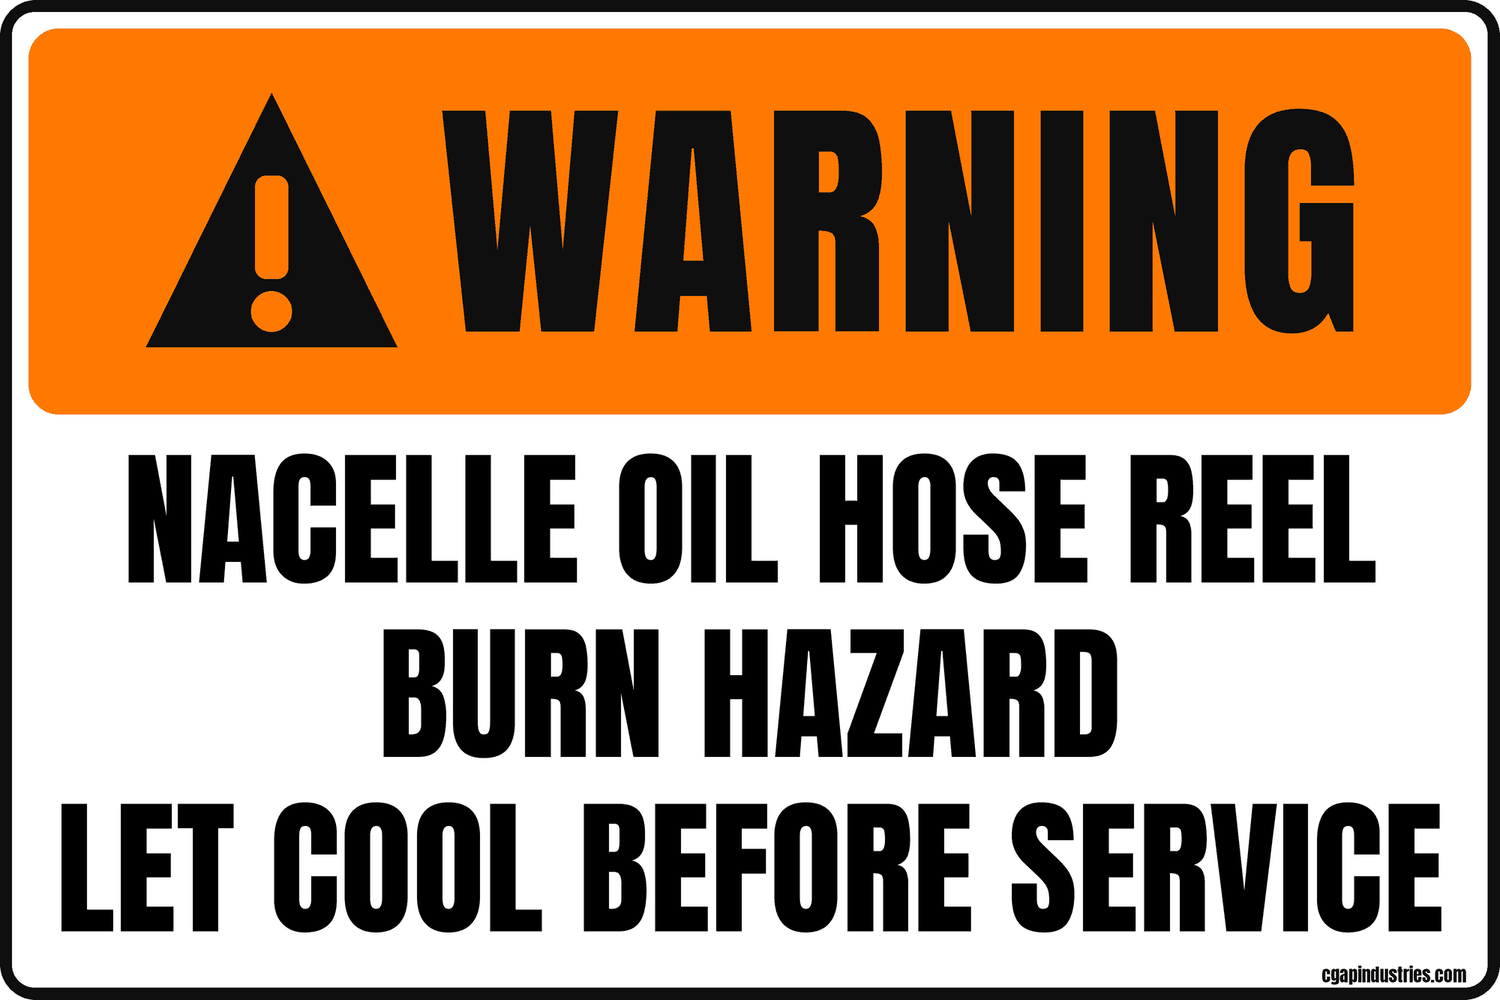 WARNING
NACELLE OIL HOSE REEL
BURN HAZARD
LET COOL BEFORE SERVICE
cgapindustries.com